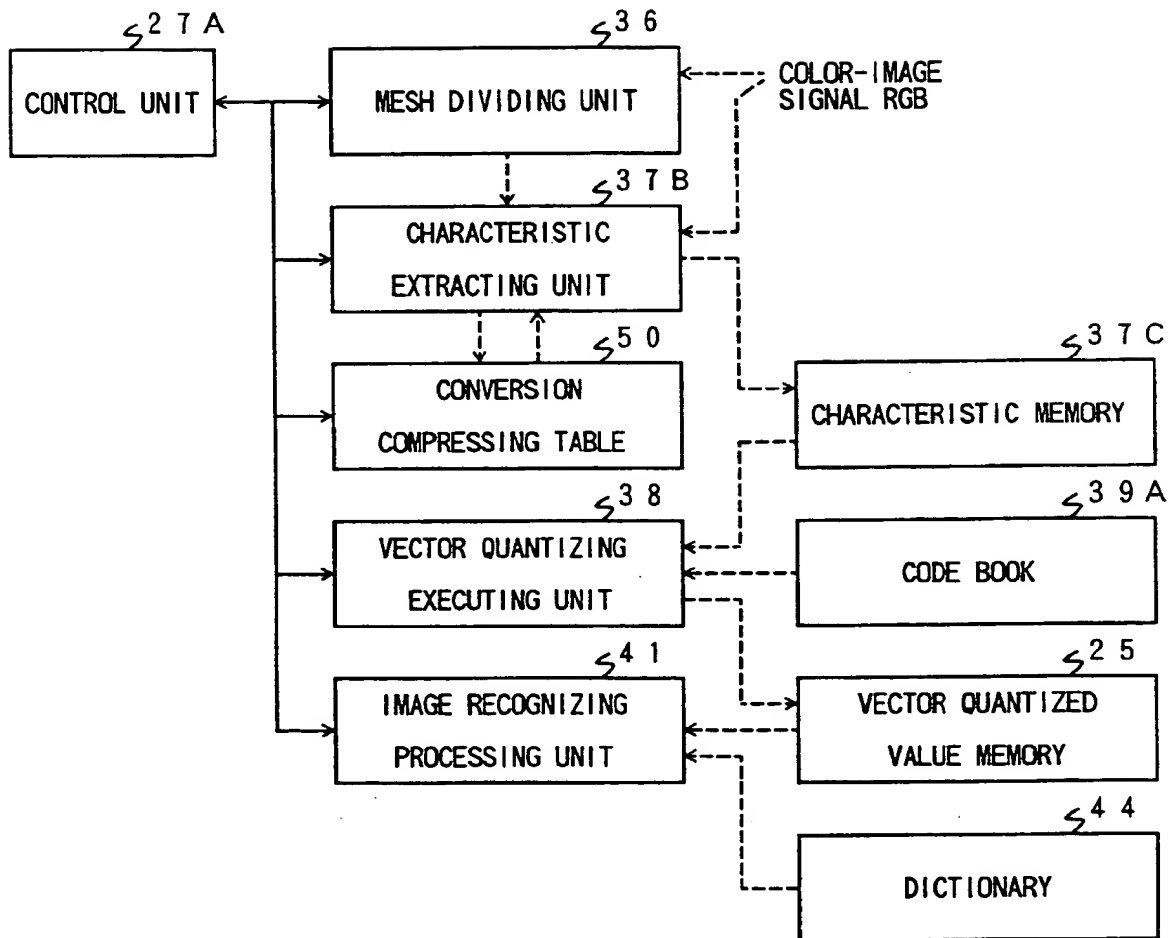 27A
CONTROL UNIT
36
MESH DIVIDING UNIT
COLOR-IMAGE
SIGNAL RGB
37B
CHARACTERISTIC
EXTRACTING UNIT
50
CONVERSION
COMPRESSING TABLE
37C
CHARACTERISTIC MEMORY
38
VECTOR QUANTIZING
EXECUTING UNIT
39A
CODE BOOK
41
IMAGE RECOGNIZING
PROCESSING UNIT
25
VECTOR QUANTIZED
VALUE MEMORY
44
DICTIONARY